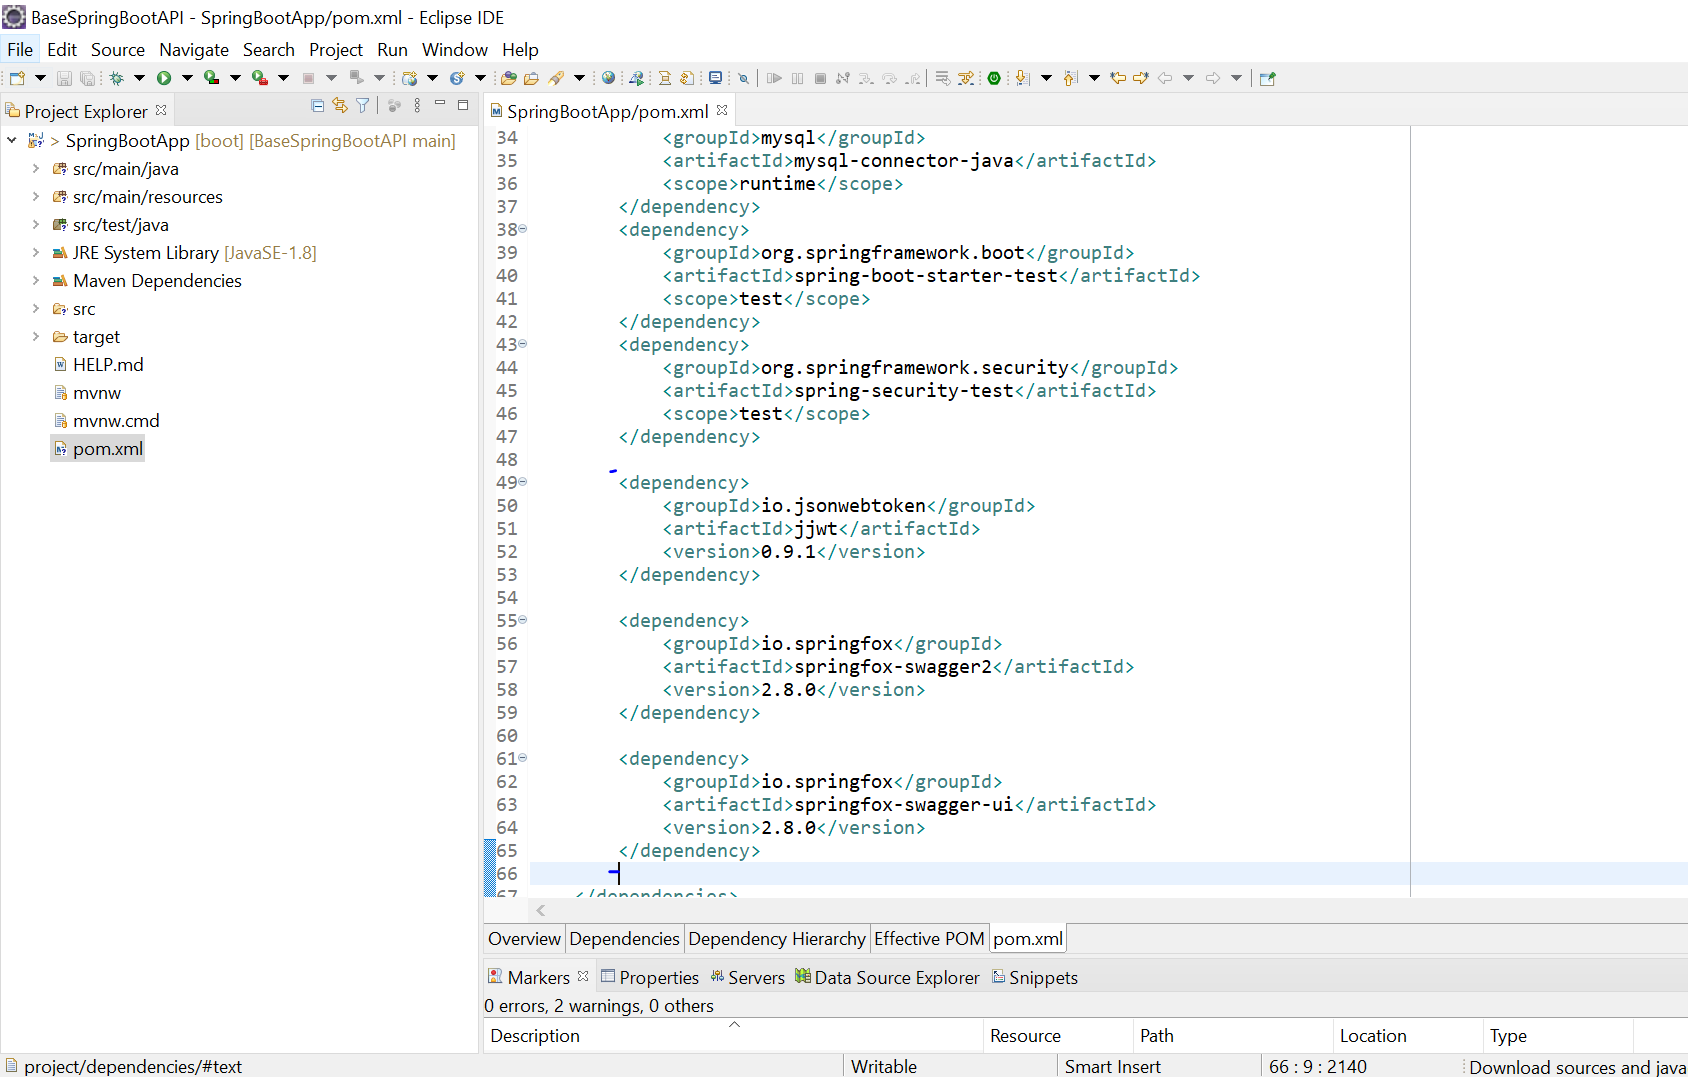 BaseSpringBootAPI - SpringBootApp/pom.xml - Eclipse IDE
File Edit Source Navigate Search Project Run Window Help
Project Explorer
SpringBootApp/pom.xml
> SpringBootApp [boot] [BaseSpringBootAPI main]
src/main/java
src/main/resources
src/test/java
JRE System Library [JavaSE-1.8]
Maven Dependencies
src
target
HELP.md
mvnw
mvnw.cmd
pom.xml
34 <groupId>mysql</groupId>
35 <artifactId>mysql-connector-java</artifactId>
36 <scope>runtime</scope>
37 </dependency>
38 <dependency>
39 <groupId>org.springframework.boot</groupId>
40 <artifactId>spring-boot-starter-test</artifactId>
41 <scope>test</scope>
42 </dependency>
43 <dependency>
44 <groupId>org.springframework.security</groupId>
45 <artifactId>spring-security-test</artifactId>
46 <scope>test</scope>
47 </dependency>
48
49 <dependency>
50 <groupId>io.jsonwebtoken</groupId>
51 <artifactId>jjwt</artifactId>
52 <version>0.9.1</version>
53 </dependency>
54
55 <dependency>
56 <groupId>io.springfox</groupId>
57 <artifactId>springfox-swagger2</artifactId>
58 <version>2.8.0</version>
59 </dependency>
60
61 <dependency>
62 <groupId>io.springfox</groupId>
63 <artifactId>springfox-swagger-ui</artifactId>
64 <version>2.8.0</version>
65 </dependency>
66
67 </dependencies>
Overview Dependencies Dependency Hierarchy Effective POM pom.xml
Markers Properties Servers Data Source Explorer Snippets
0 errors, 2 warnings, 0 others
Description Resource Path Location Type
project/dependencies/#text Writable Smart Insert 66 : 9 : 2140 Download sources and java